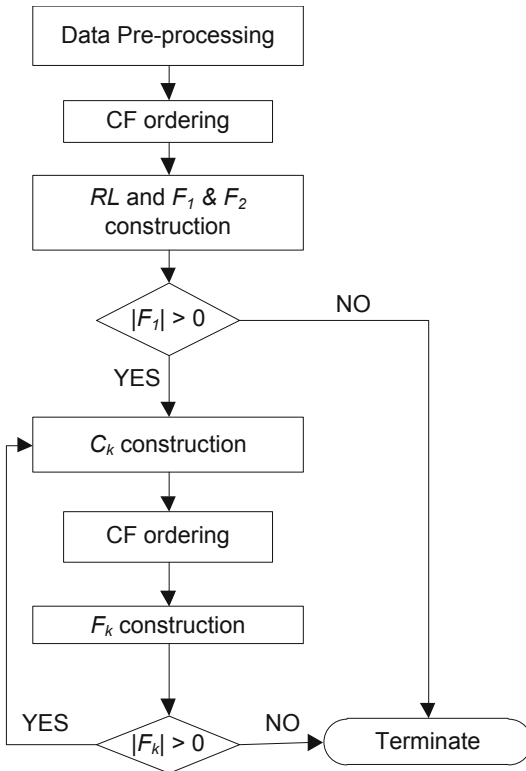 Data Pre-processing
CF ordering
RL and F₁ & F₂
construction
|F₁| > 0
NO
YES
Cₖ construction
CF ordering
Fₖ construction
YES
|Fₖ| > 0
NO
Terminate